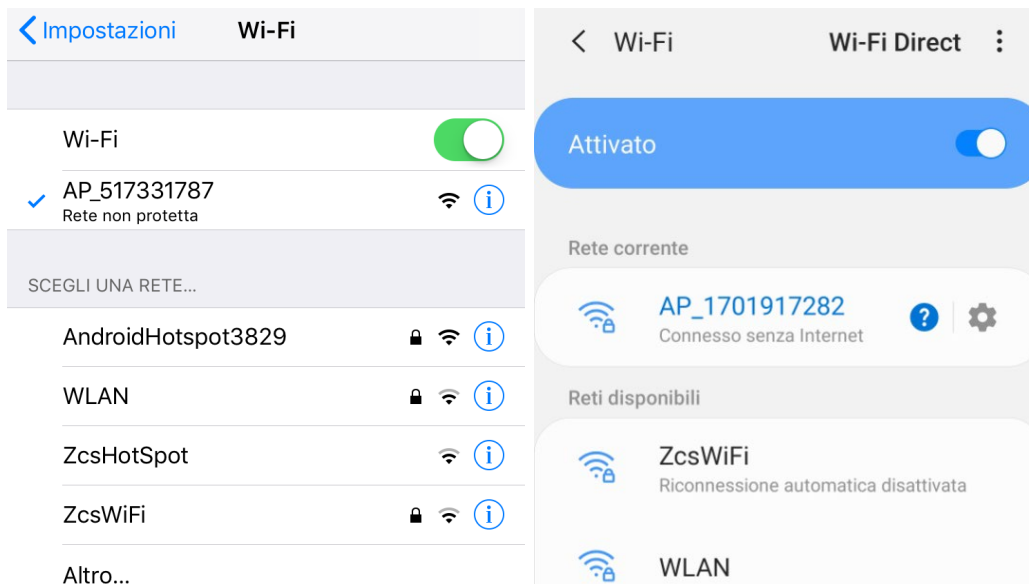 Impostazioni Wi-Fi
Wi-Fi
AP_517331787
Rete non protetta
SCEGLI UNA RETE...
AndroidHotspot3829
WLAN
ZcsHotSpot
ZcsWiFi
Altro...
Wi-Fi Wi-Fi Direct
Attivato
Rete corrente
AP_1701917282
Connesso senza Internet
Reti disponibili
ZcsWiFi
Riconnessione automatica disattivata
WLAN